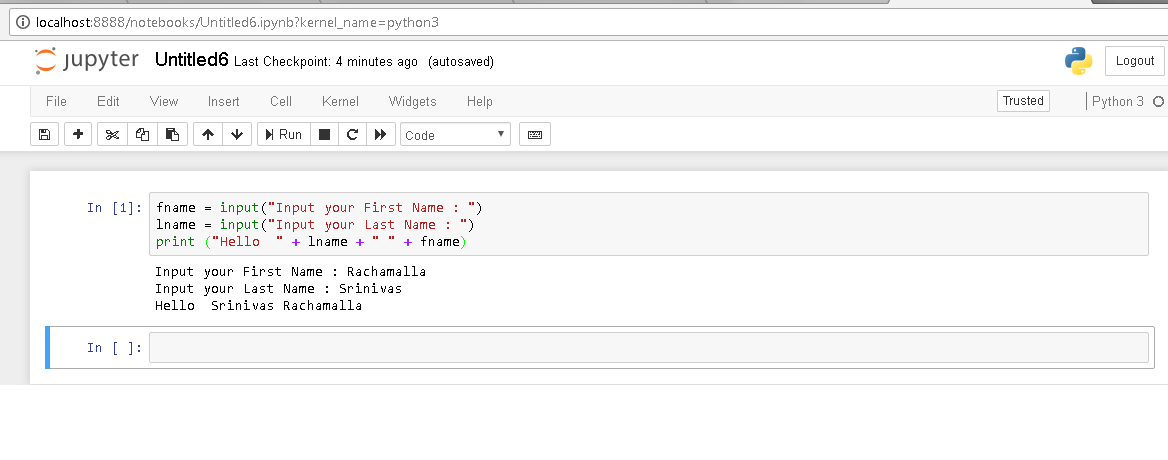 localhost:8888/notebooks/Untitled6.ipynb?kernel_name=python3
jupyter Untitled6 Last Checkpoint: 4 minutes ago (autosaved) Logout
File Edit View Insert Cell Kernel Widgets Help Trusted Python 3
Run Code
In [1]: fname = input("Input your First Name : ")
lname = input("Input your Last Name : ")
print ("Hello  " + lname + " " + fname)
Input your First Name : Rachamalla
Input your Last Name : Srinivas
Hello  Srinivas Rachamalla
In [ ]: